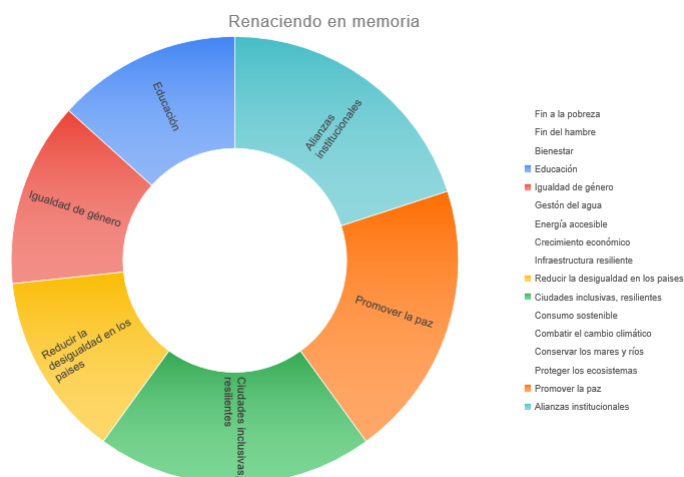 Renaciendo en memoria
Educación
Alianzas
institucionales
Igualdad de género
Promover la paz
Reducir la
desigualdad en los
paises
Ciudades inclusivas,
resilientes
Fin a la pobreza
Fin del hambre
Bienestar
Educación
Igualdad de género
Gestón del agua
Energía accesible
Crecimiento económico
Infraestructura resiliente
Reducir la desigualdad en los paises
Ciudades inclusivas, resilientes
Consumo sostenible
Combatir el cambio climático
Conservar los mares y ríos
Proteger los ecosistemas
Promover la paz
Alianzas institucionales